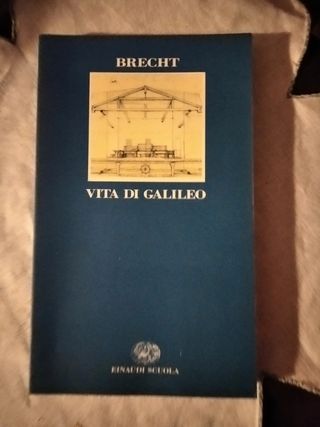 BRECHT
VITA DI GALILEO
EINAUDI SCUOLA